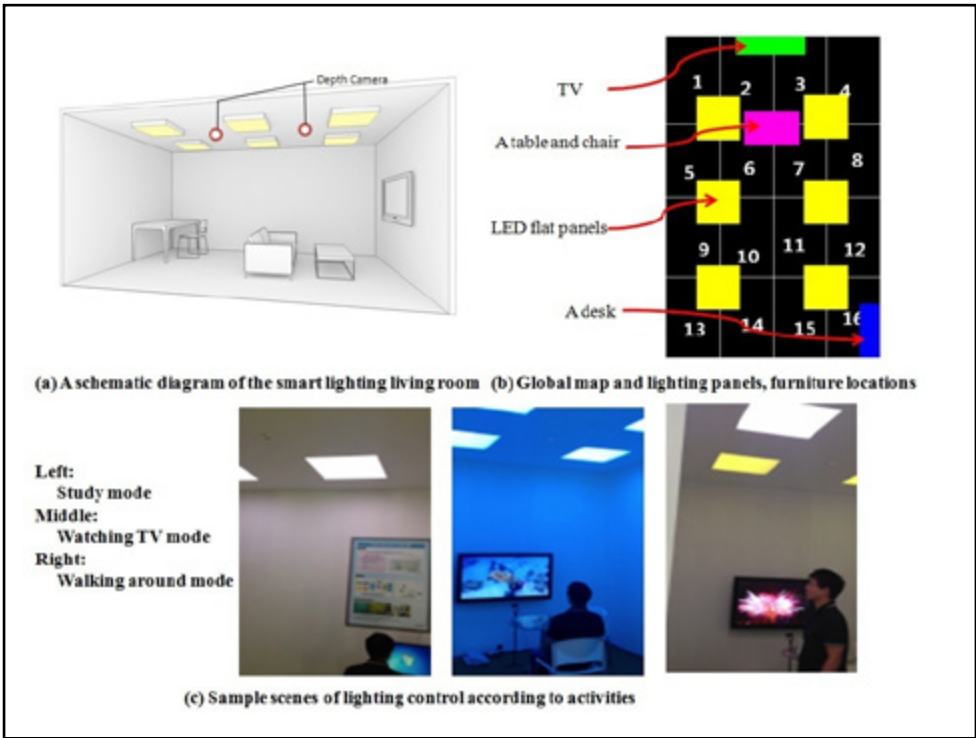 Depth Camera
TV
A table and chair
LED flat panels
A desk
1
2
3
4
5
6
7
8
9
10
11
12
13
14
15
16
(a) A schematic diagram of the smart lighting living room
(b) Global map and lighting panels, furniture locations
Left:
Study mode
Middle:
Watching TV mode
Right:
Walking around mode
(c) Sample scenes of lighting control according to activities